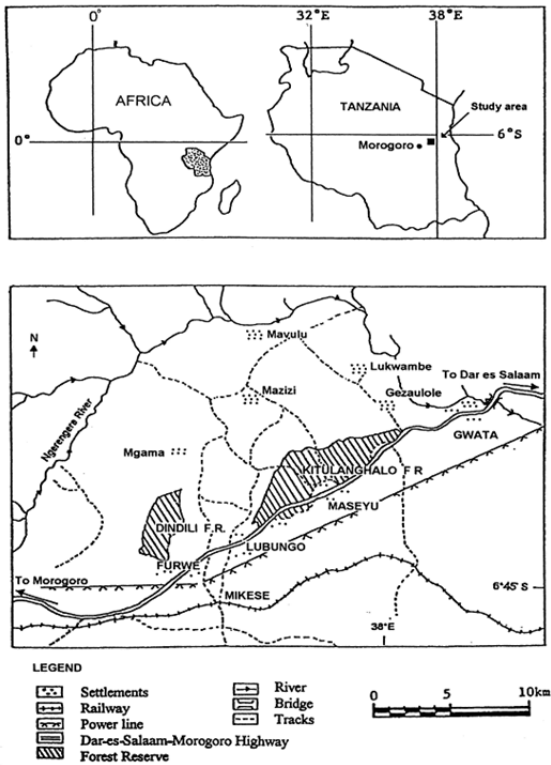 0°
32°E
38°E
AFRICA
TANZANIA
Study area
0°
6°S
Morogoro
N
Mavulu
Lukwambe
To Dar es Salaam
Mazizi
Gezaulole
Ngerengera River
GWATA
Mgama
KITULANGHALO F R
MASEYU
DINDILI F.R.
LUBUNGO
FURWE
To Morogoro
6°45' S
MIKESE
38°E
LEGEND
Settlements
Railway
Power line
Dar-es-Salaam-Morogoro Highway
Forest Reserve
River
Bridge
Tracks
0 5 10km